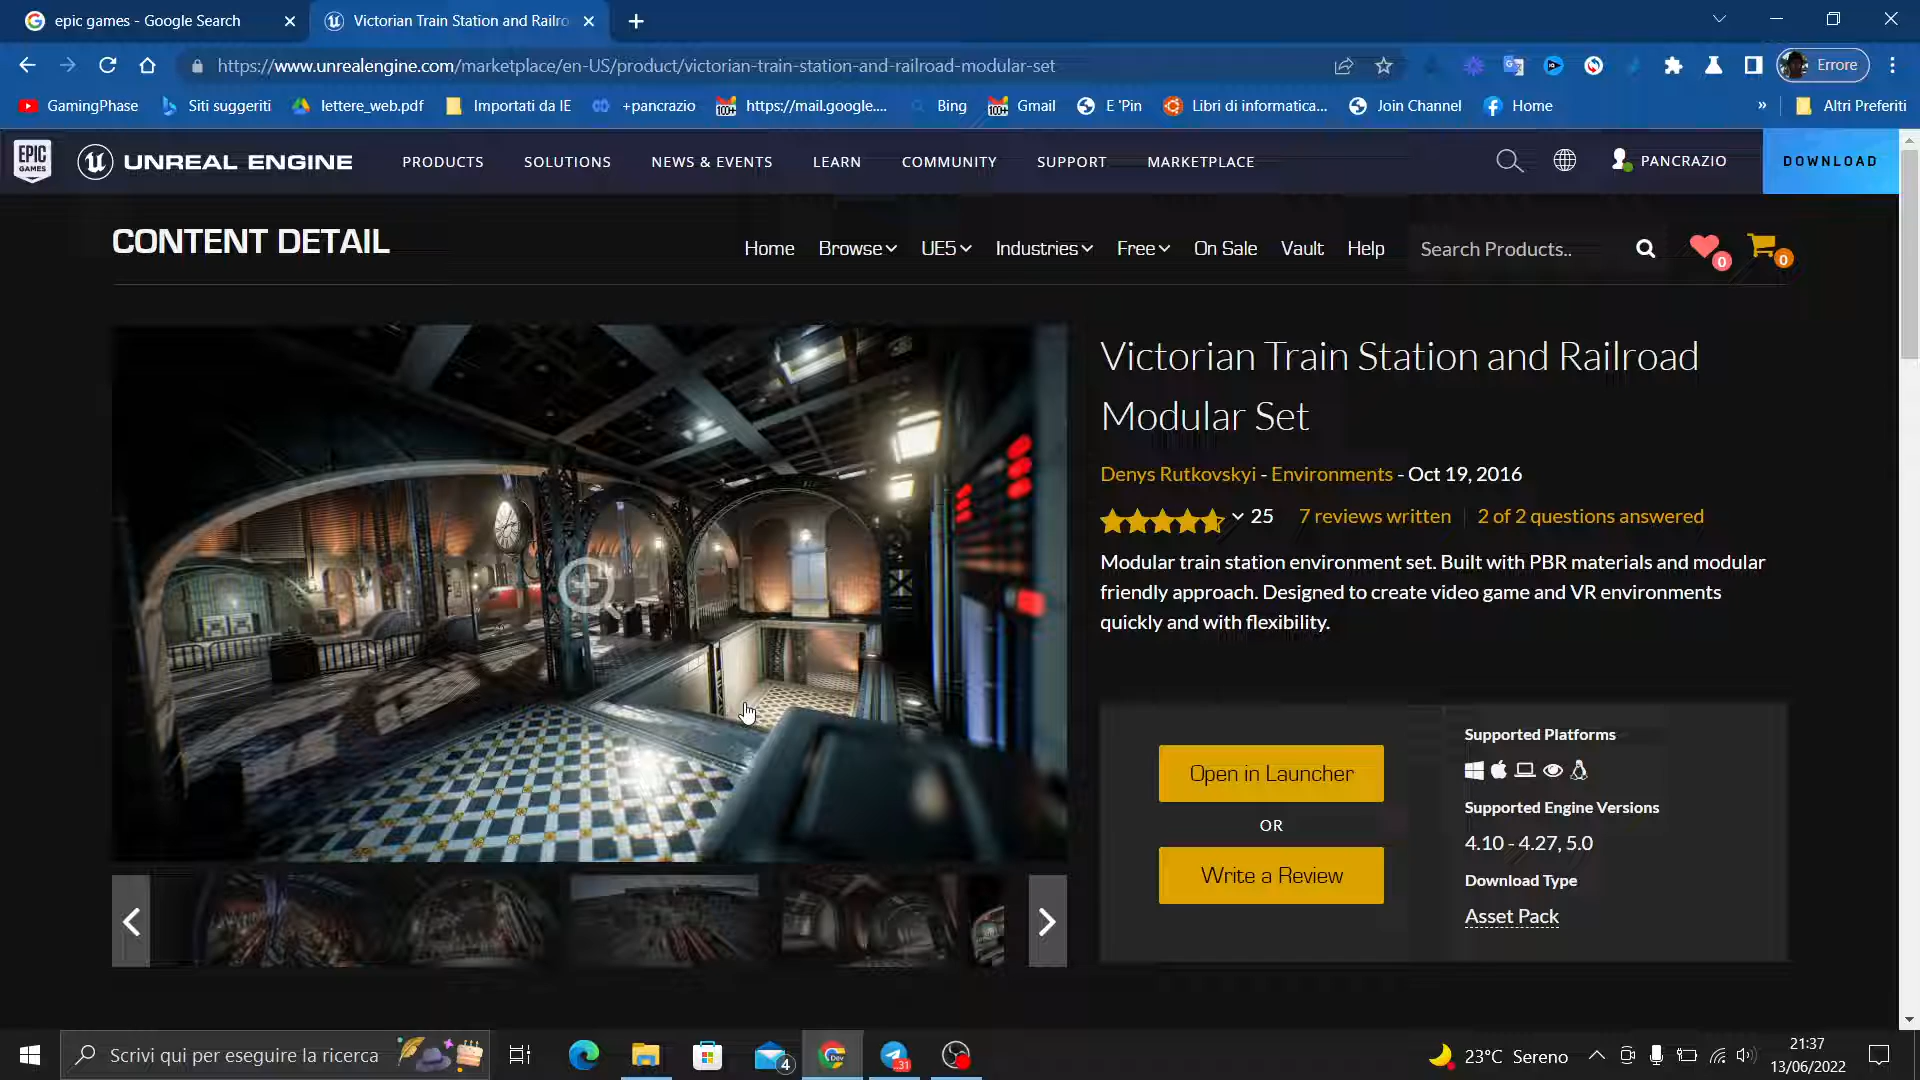 epic games - Google Search
Victorian Train Station and Railro
https://www.unrealengine.com/marketplace/en-US/product/victorian-train-station-and-railroad-modular-set
Errore
GamingPhase
Siti suggeriti
lettere_web.pdf
Importati da IE
+pancrazio
https://mail.google....
Bing
Gmail
E 'Pin
Libri di informatica...
Join Channel
Home
»
Altri Preferiti
EPIC GAMES
UNREAL ENGINE
PRODUCTS
SOLUTIONS
NEWS & EVENTS
LEARN
COMMUNITY
SUPPORT
MARKETPLACE
PANCRAZIO
DOWNLOAD
CONTENT DETAIL
Home
Browse
UE5
Industries
Free
On Sale
Vault
Help
Search Products..
0
0
Victorian Train Station and Railroad
Modular Set
Denys Rutkovskyi - Environments - Oct 19, 2016
25
7 reviews written
2 of 2 questions answered
Modular train station environment set. Built with PBR materials and modular
friendly approach. Designed to create video game and VR environments
quickly and with flexibility.
Open in Launcher
OR
Write a Review
Supported Platforms
Supported Engine Versions
4.10 - 4.27, 5.0
Download Type
Asset Pack
Scrivi qui per eseguire la ricerca
4
Dev
31
23°C Sereno
21:37
13/06/2022